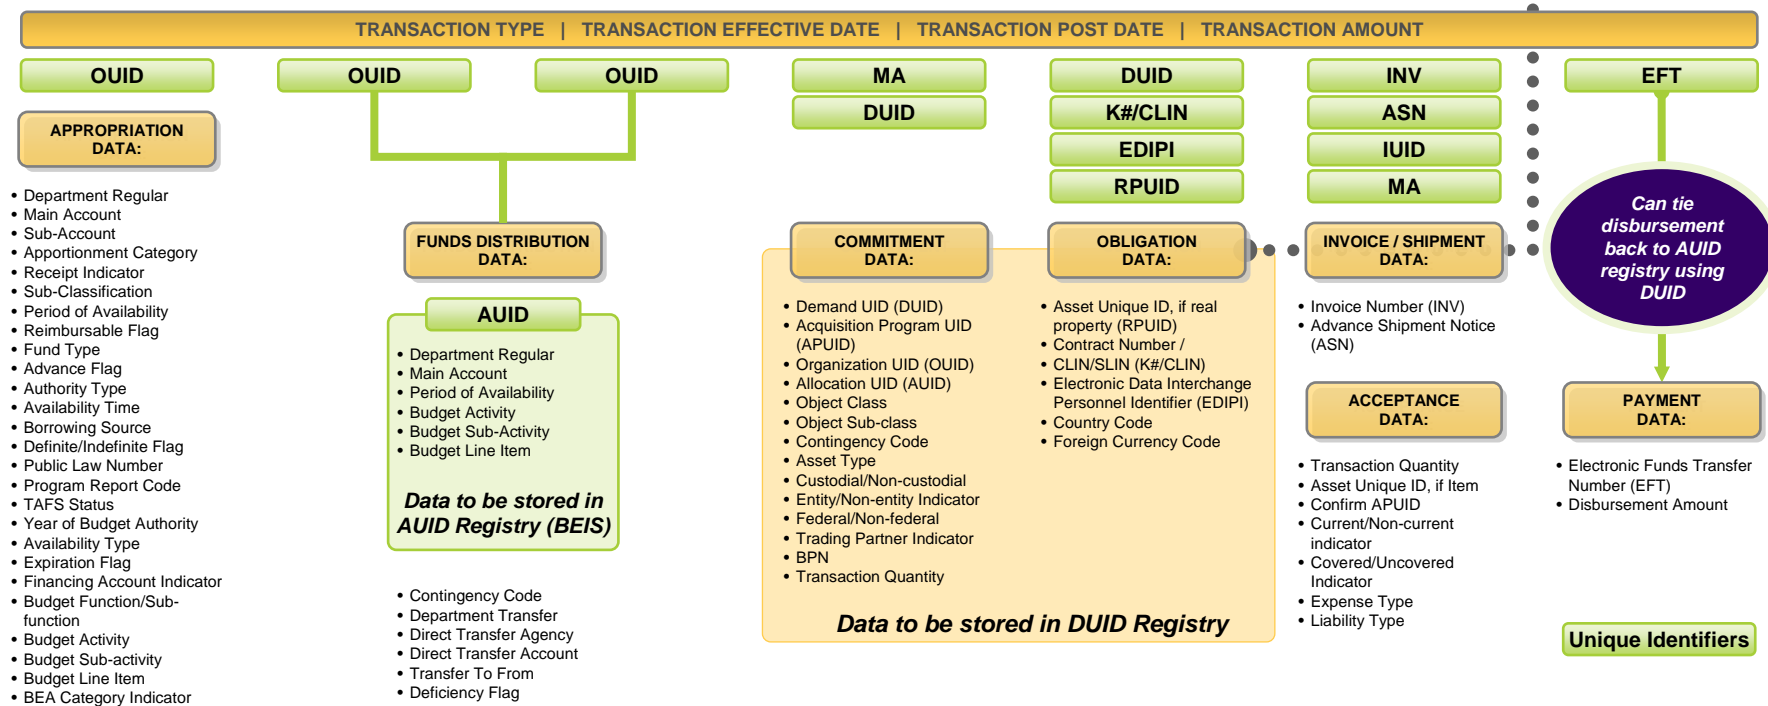 TRANSACTION TYPE | TRANSACTION EFFECTIVE DATE | TRANSACTION POST DATE | TRANSACTION AMOUNT
OUID
APPROPRIATION
DATA:
• Department Regular
• Main Account
• Sub-Account
• Apportionment Category
• Receipt Indicator
• Sub-Classification
• Period of Availability
• Reimbursable Flag
• Fund Type
• Advance Flag
• Authority Type
• Availability Time
• Borrowing Source
• Definite/Indefinite Flag
• Public Law Number
• Program Report Code
• TAFS Status
• Year of Budget Authority
• Availability Type
• Expiration Flag
• Financing Account Indicator
• Budget Function/Sub-
function
• Budget Activity
• Budget Sub-activity
• Budget Line Item
• BEA Category Indicator
OUID
OUID
FUNDS DISTRIBUTION
DATA:
AUID
• Department Regular
• Main Account
• Period of Availability
• Budget Activity
• Budget Sub-Activity
• Budget Line Item
Data to be stored in
AUID Registry (BEIS)
• Contingency Code
• Department Transfer
• Direct Transfer Agency
• Direct Transfer Account
• Transfer To From
• Deficiency Flag
MA
DUID
COMMITMENT
DATA:
• Demand UID (DUID)
• Acquisition Program UID
(APUID)
• Organization UID (OUID)
• Allocation UID (AUID)
• Object Class
• Object Sub-class
• Contingency Code
• Asset Type
• Custodial/Non-custodial
• Entity/Non-entity Indicator
• Federal/Non-federal
• Trading Partner Indicator
• BPN
• Transaction Quantity
DUID
K#/CLIN
EDIPI
RPUID
OBLIGATION
DATA:
• Asset Unique ID, if real
property (RPUID)
• Contract Number /
• CLIN/SLIN (K#/CLIN)
• Electronic Data Interchange
Personnel Identifier (EDIPI)
• Country Code
• Foreign Currency Code
Data to be stored in DUID Registry
INV
ASN
IUID
MA
INVOICE / SHIPMENT
DATA:
• Invoice Number (INV)
• Advance Shipment Notice
(ASN)
ACCEPTANCE
DATA:
• Transaction Quantity
• Asset Unique ID, if Item
• Confirm APUID
• Current/Non-current
indicator
• Covered/Uncovered
Indicator
• Expense Type
• Liability Type
EFT
Can tie
disbursement
back to AUID
registry using
DUID
PAYMENT
DATA:
• Electronic Funds Transfer
Number (EFT)
• Disbursement Amount
Unique Identifiers